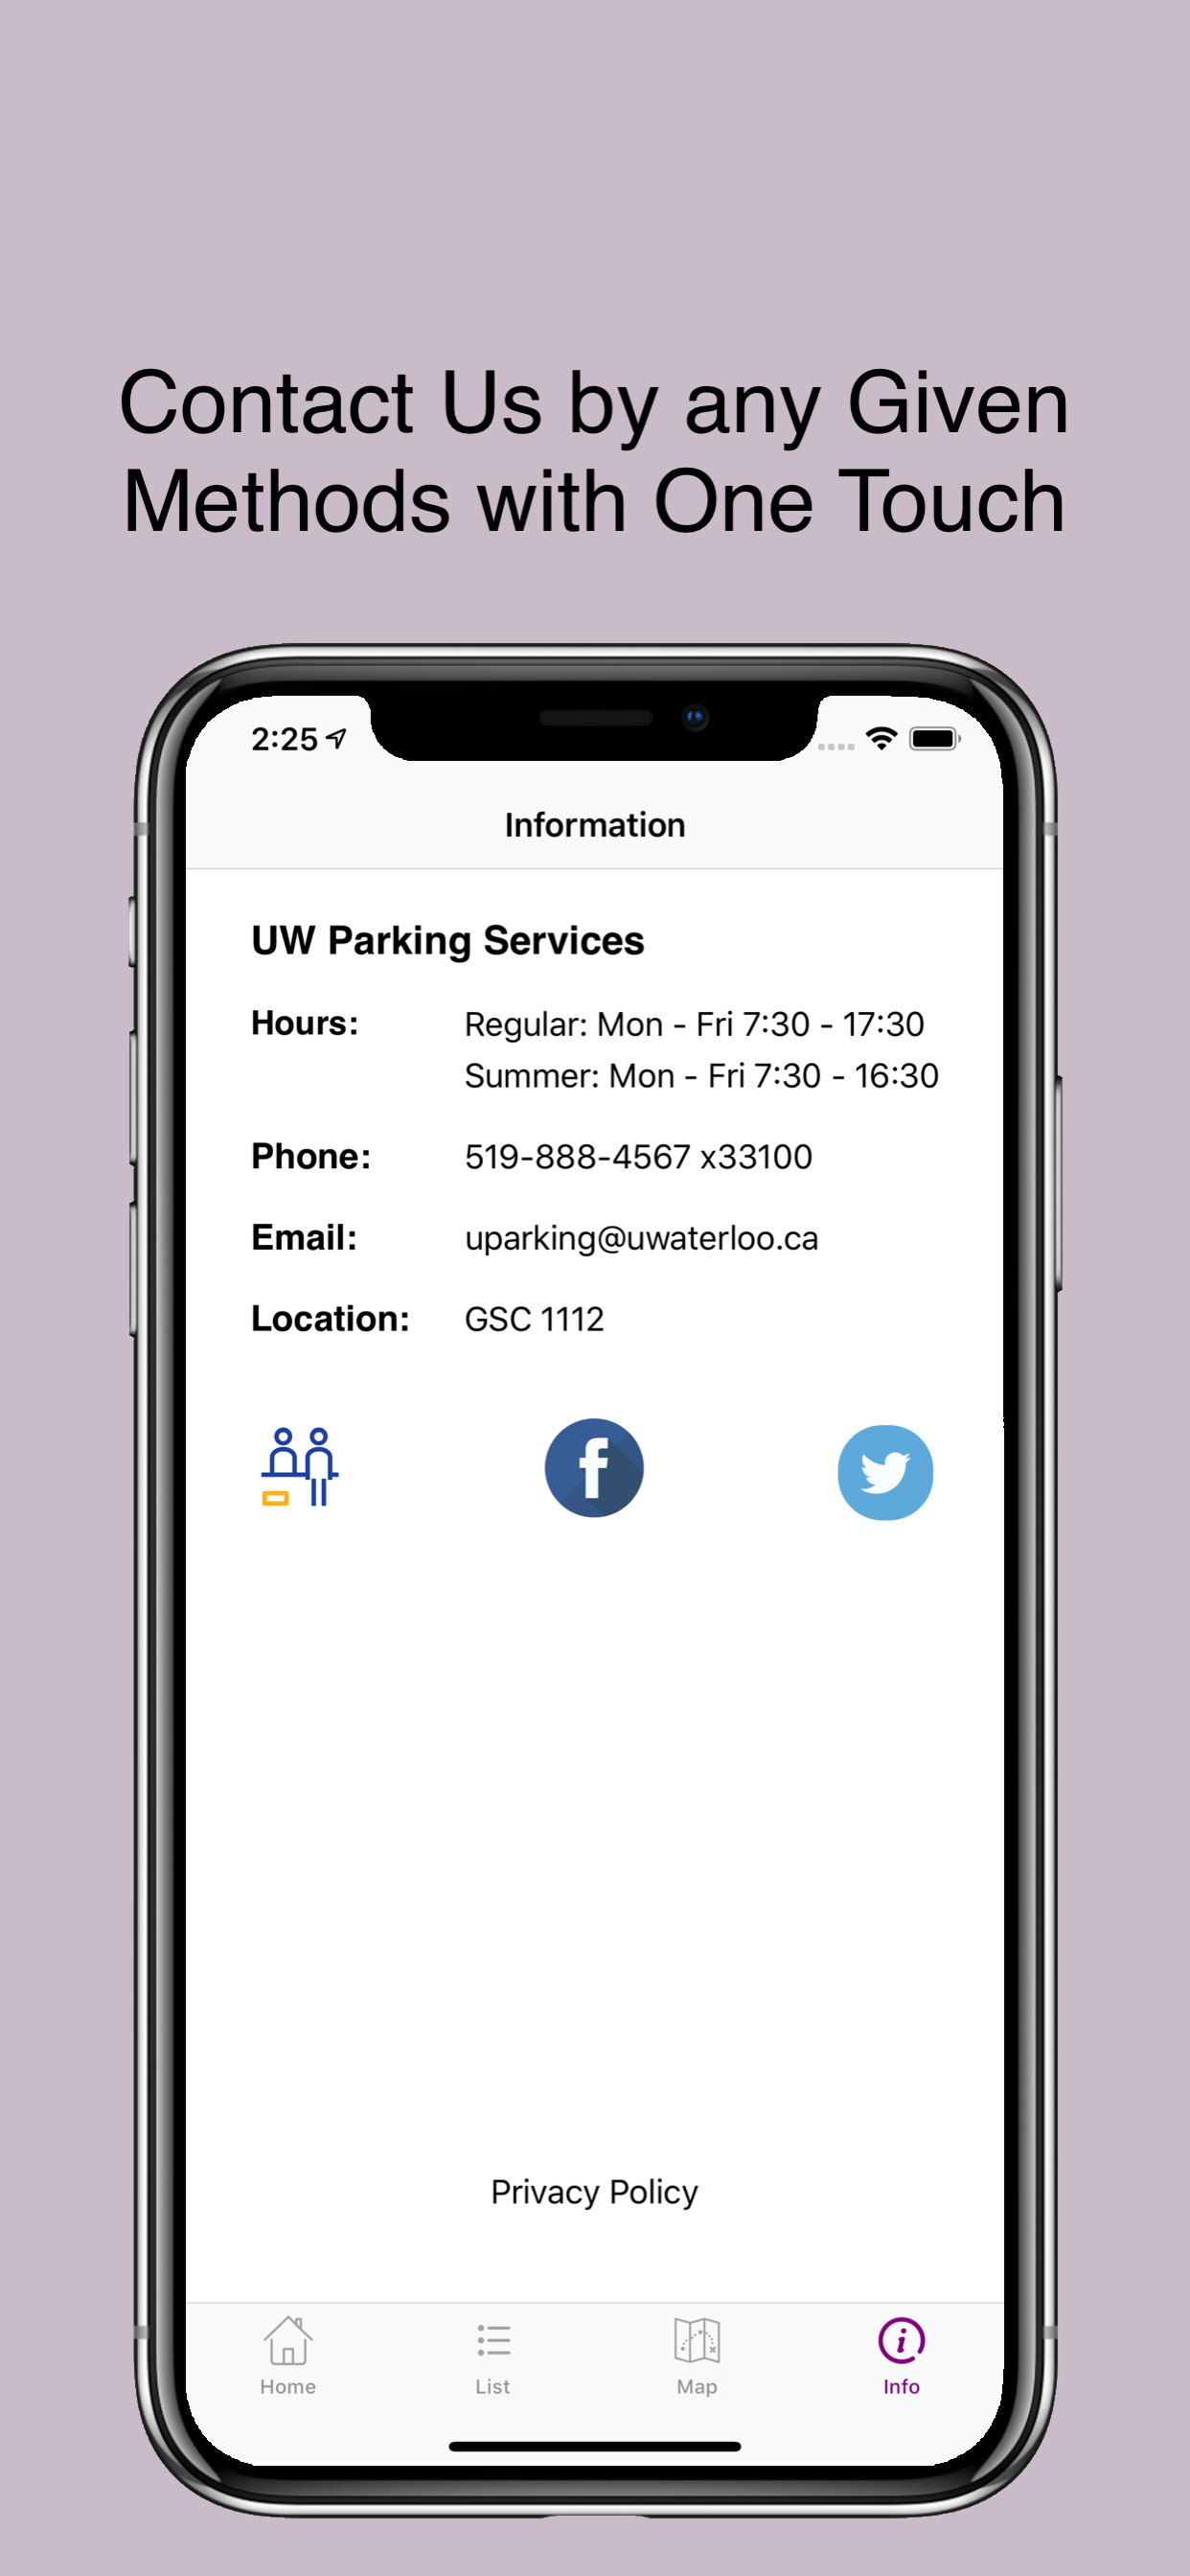 Contact Us by any Given
Methods with One Touch
2:25
Information
UW Parking Services
Hours: Regular: Mon - Fri 7:30 - 17:30
Summer: Mon - Fri 7:30 - 16:30
Phone: 519-888-4567 x33100
Email: uparking@uwaterloo.ca
Location: GSC 1112
Privacy Policy
Home List Map Info